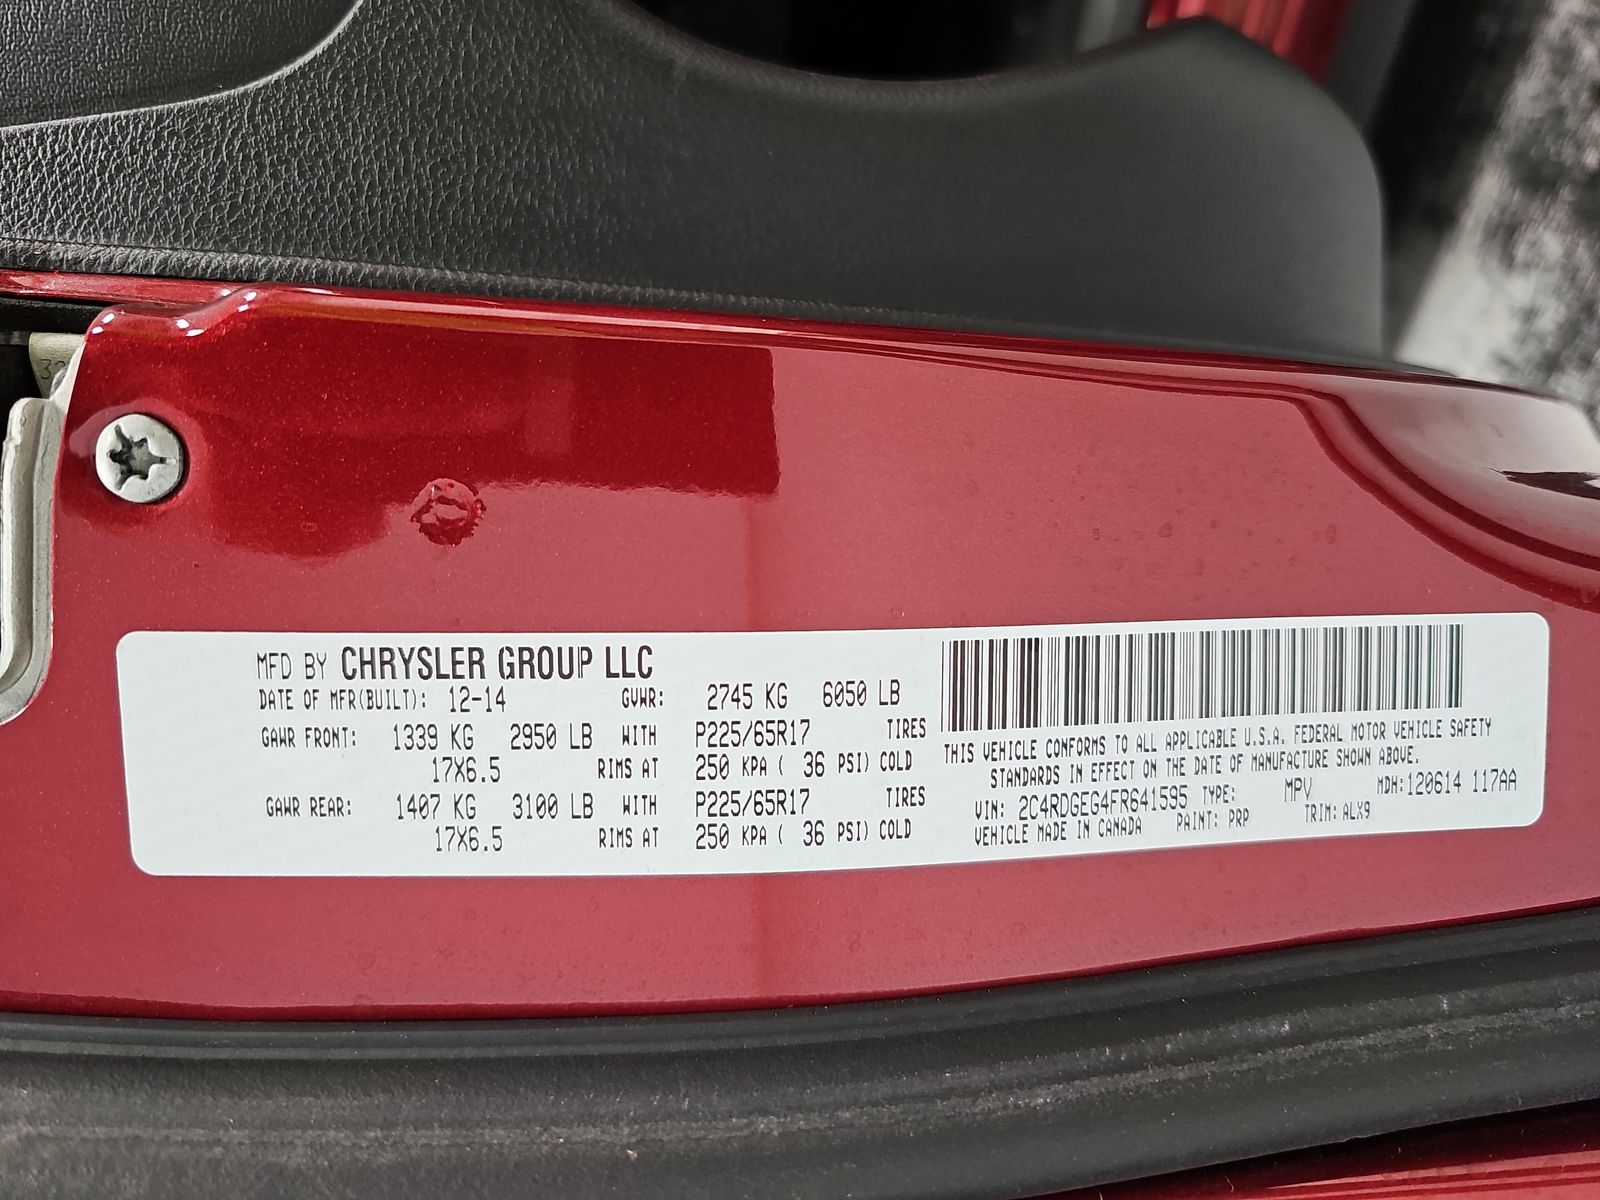 MFD BY CHRYSLER GROUP LLC
DATE OF MFR(BUILT): 12-14 GVWR: 2745 KG 6050 LB
GAWR FRONT: 1339 KG 2950 LB WITH P225/65R17 TIRES
17X6.5 RIMS AT 250 KPA ( 36 PSI) COLD
GAWR REAR: 1407 KG 3100 LB WITH P225/65R17 TIRES
17X6.5 RIMS AT 250 KPA ( 36 PSI) COLD
THIS VEHICLE CONFORMS TO ALL APPLICABLE U.S.A. FEDERAL MOTOR VEHICLE SAFETY
STANDARDS IN EFFECT ON THE DATE OF MANUFACTURE SHOWN ABOVE.
VIN: 2C4RDGEG4FR641595 TYPE: MPV MDH:120614 117AA
VEHICLE MADE IN CANADA PAINT: PRP TRIM: ALX9